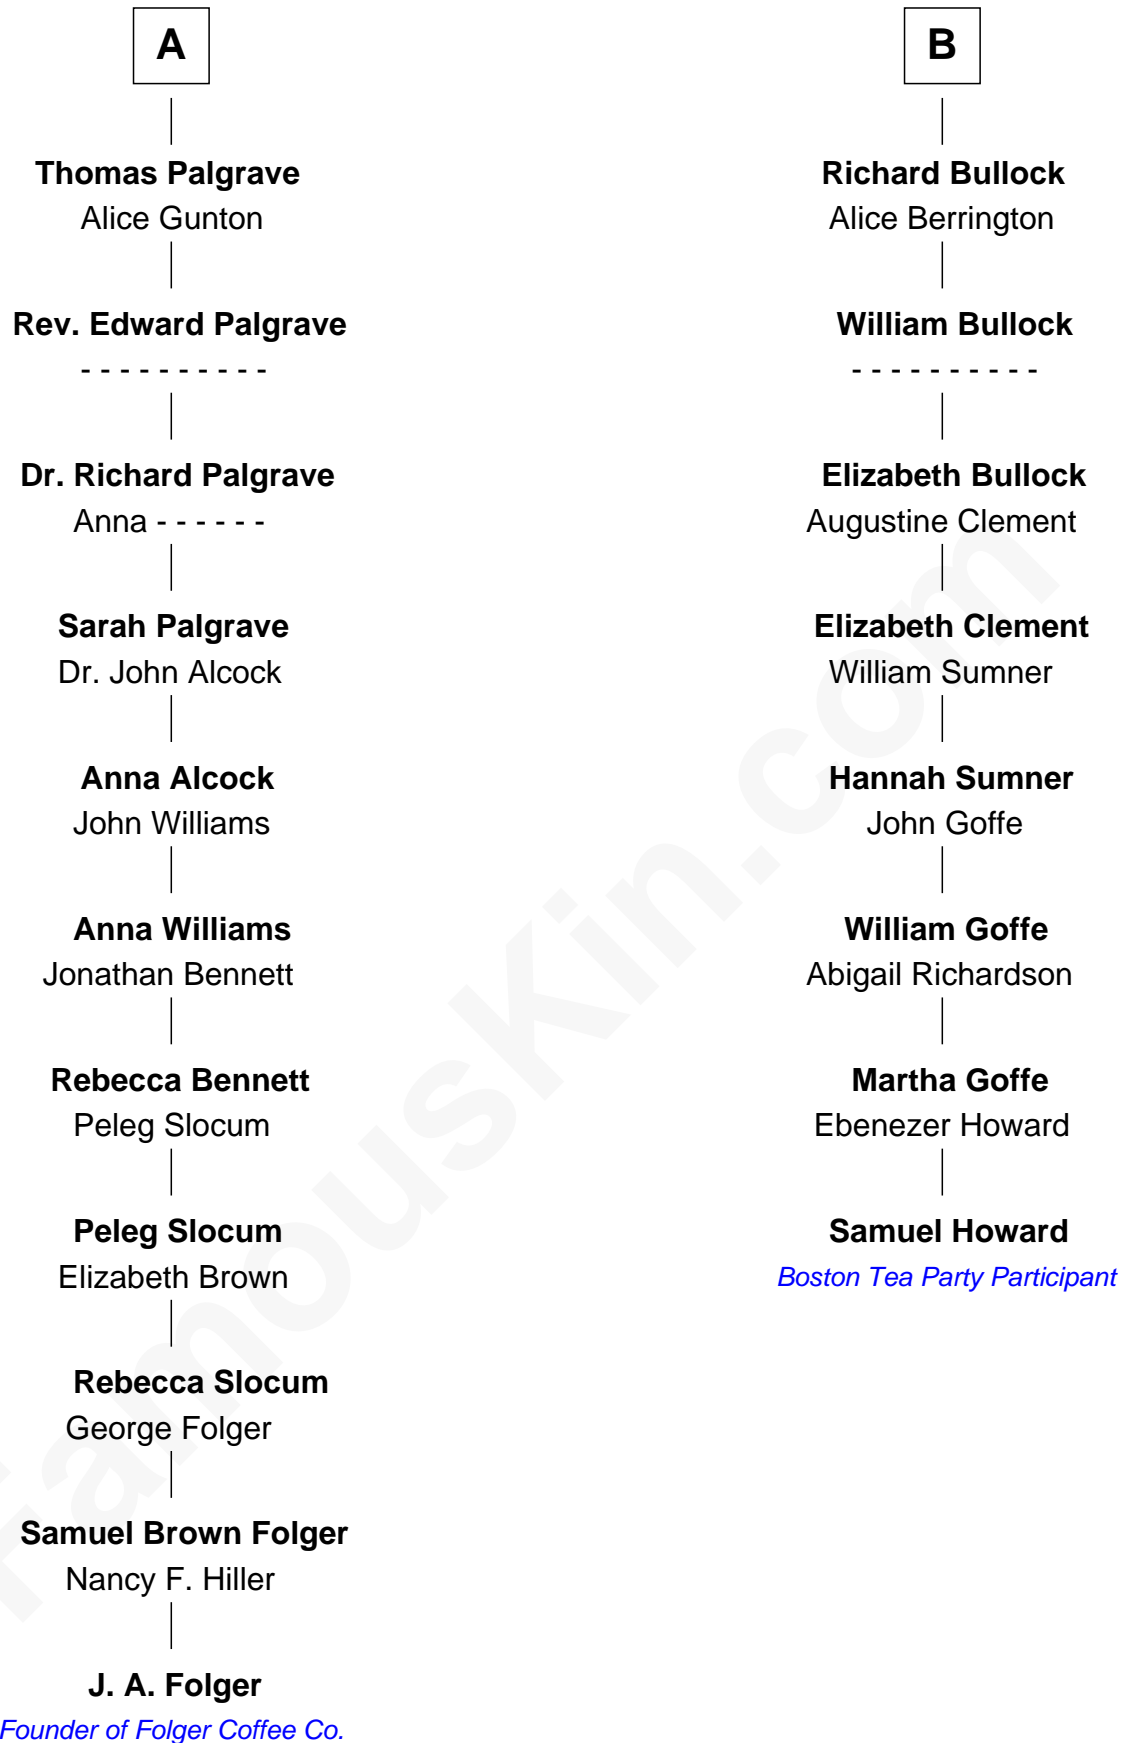 A
Thomas Palgrave
Alice Gunton
Rev. Edward Palgrave
- - - - - - - - - -
Dr. Richard Palgrave
Anna - - - - - -
Sarah Palgrave
Dr. John Alcock
Anna Alcock
John Williams
Anna Williams
Jonathan Bennett
Rebecca Bennett
Peleg Slocum
Peleg Slocum
Elizabeth Brown
Rebecca Slocum
George Folger
Samuel Brown Folger
Nancy F. Hiller
J. A. Folger
Founder of Folger Coffee Co.
B
Richard Bullock
Alice Berrington
William Bullock
- - - - - - - - - -
Elizabeth Bullock
Augustine Clement
Elizabeth Clement
William Sumner
Hannah Sumner
John Goffe
William Goffe
Abigail Richardson
Martha Goffe
Ebenezer Howard
Samuel Howard
Boston Tea Party Participant
FamousKin.com